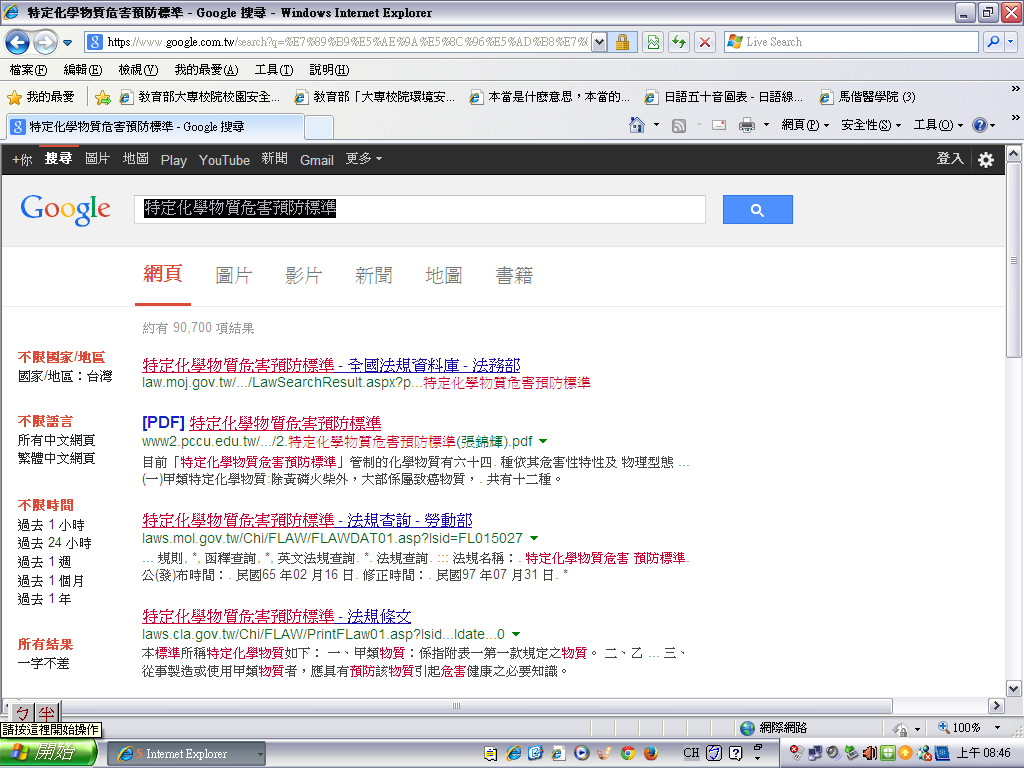 特定化學物質危害預防標準 - Google 搜尋 - Windows Internet Explorer
https://www.google.com.tw/search?q=%E7%89%B9%E5%AE%9A%E5%8C%96%E5%AD%B8%E7%
Live Search
檔案(F) 編輯(E) 檢視(V) 我的最愛(A) 工具(T) 說明(H)
我的最愛 教育部大專校院校園安全... 教育部「大專校院環境安... 本當是什麼意思，本當的... 日語五十音圖表 - 日語線... 馬偕醫學院 (3)
特定化學物質危害預防標準 - Google 搜尋
網頁(P) 安全性(S) 工具(O)
+你 搜尋 圖片 地圖 Play YouTube 新聞 Gmail 更多 登入
Google 特定化學物質危害預防標準
網頁 圖片 影片 新聞 地圖 書籍
約有 90,700 項結果
不限國家/地區
國家/地區：台灣
不限語言
所有中文網頁
繁體中文網頁
不限時間
過去 1 小時
過去 24 小時
過去 1 週
過去 1 個月
過去 1 年
所有結果
一字不差
特定化學物質危害預防標準 - 全國法規資料庫 - 法務部
law.moj.gov.tw/.../LawSearchResult.aspx?p...特定化學物質危害預防標準
[PDF] 特定化學物質危害預防標準
www2.pccu.edu.tw/.../2.特定化學物質危害預防標準(張錦輝).pdf
目前「特定化學物質危害預防標準」管制的化學物質有六十四. 種依其危害性特性及 物理型態 ...
(一)甲類特定化學物質:除黃磷火柴外，大部係屬致癌物質，. 共有十二種。
特定化學物質危害預防標準 - 法規查詢 - 勞動部
laws.mol.gov.tw/Chi/FLAW/FLAWDAT01.asp?lsid=FL015027
... 規則, *, 函釋查詢, *, 英文法規查詢. *. 法規查詢. ::: 法規名稱：. 特定化學物質危害 預防標準.
公(發)布時間：. 民國65 年02 月16 日. 修正時間：. 民國97 年07 月31 日. *
特定化學物質危害預防標準 - 法規條文
laws.cla.gov.tw/Chi/FLAW/PrintFLaw01.asp?lsid...ldate...0
本標準所稱特定化學物質如下： 一、甲類物質：係指附表一第一款規定之物質。 二、乙 ... 三、
從事製造或使用甲類物質者，應具有預防該物質引起危害健康之必要知識。
ㄅ 半
請按這裡開始操作
網際網路 100%
開始 5 Internet Explorer CH 上午 08:46